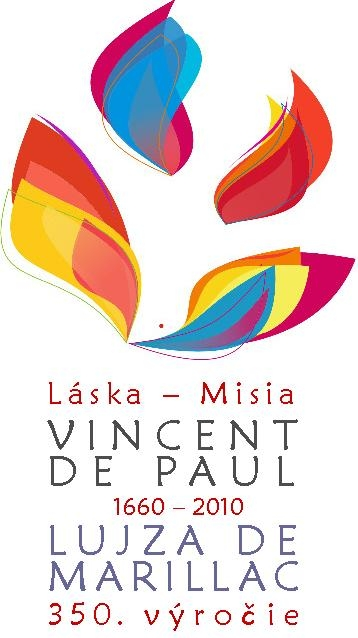 Láska – Misia
VINCENT
DE PAUL
1660 – 2010
LUJZA DE
MARILLAC
350. výročie